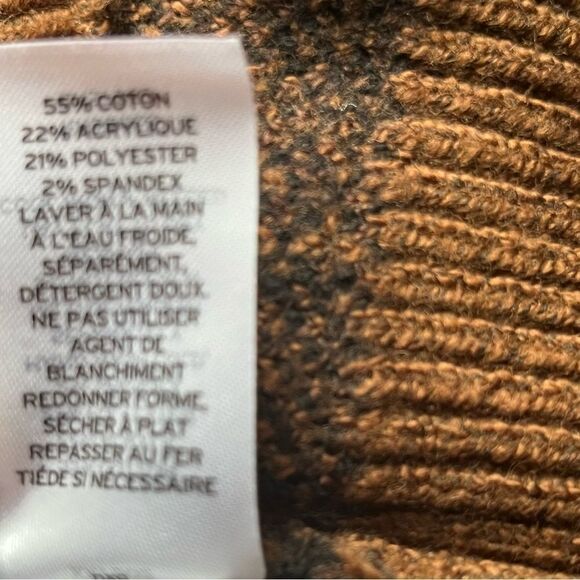 55% COTON
22% ACRYLIQUE
21% POLYESTER
2% SPANDEX
LAVER À LA MAIN
À L'EAU FROIDE,
SÉPARÉMENT,
DÉTERGENT DOUX.
NE PAS UTILISER
AGENT DE
BLANCHIMENT
REDONNER FORME,
SÉCHER À PLAT
REPASSER AU FER
TIÉDE SI NÉCESSAIRE